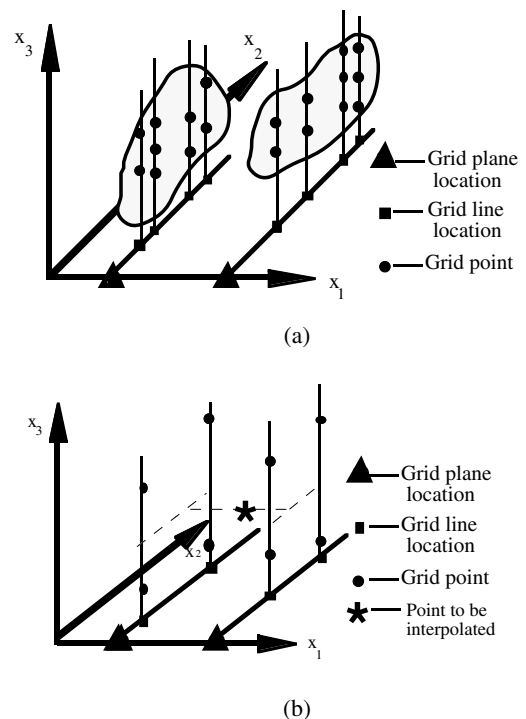 x3
x2
Grid plane
location
Grid line
location
Grid point
x1
(a)
x3
Grid plane
location
Grid line
location
x2
Grid point
Point to be
interpolated
x1
(b)